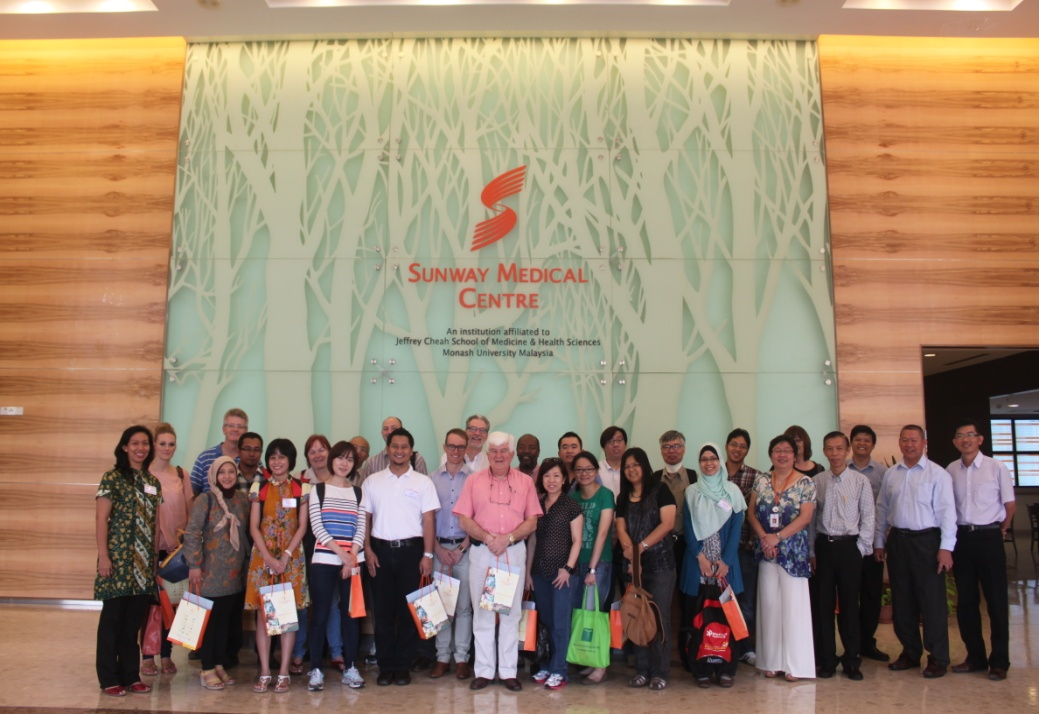 SUNWAY MEDICAL
CENTRE
An institution affiliated to
Jeffrey Cheah School of Medicine & Health Sciences
Monash University Malaysia